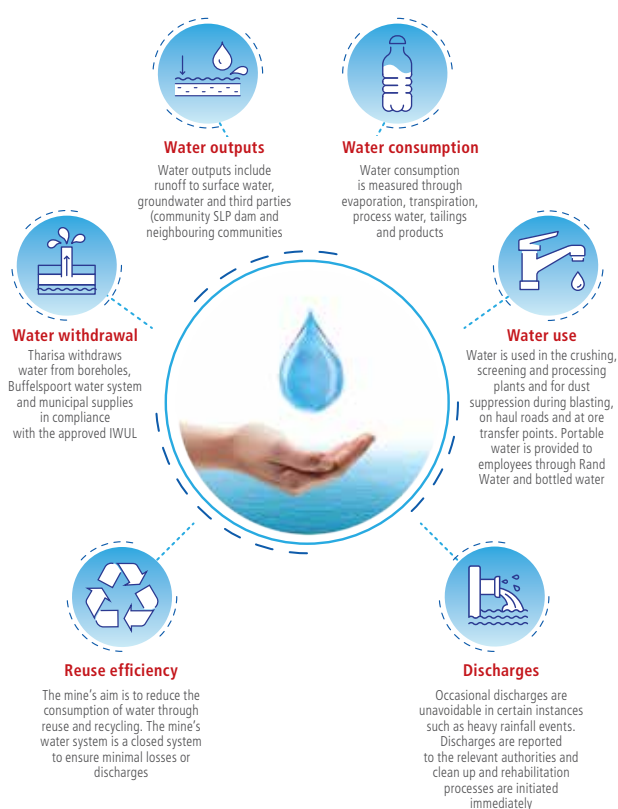 Water outputs
Water outputs include
runoff to surface water,
groundwater and third parties
(community SLP dam and
neighbouring communities
Water consumption
Water consumption
is measured through
evaporation, transpiration,
process water, tailings
and products
Water withdrawal
Tharisa withdraws
water from boreholes,
Buffelspoort water system
and municipal supplies
in compliance
with the approved IWUL
Water use
Water is used in the crushing,
screening and processing
plants and for dust
suppression during blasting,
on haul roads and at ore
transfer points. Portable
water is provided to
employees through Rand
Water and bottled water
Reuse efficiency
The mine's aim is to reduce the
consumption of water through
reuse and recycling. The mine's
water system is a closed system
to ensure minimal losses or
discharges
Discharges
Occasional discharges are
unavoidable in certain instances
such as heavy rainfall events.
Discharges are reported
to the relevant authorities and
clean up and rehabilitation
processes are initiated
immediately